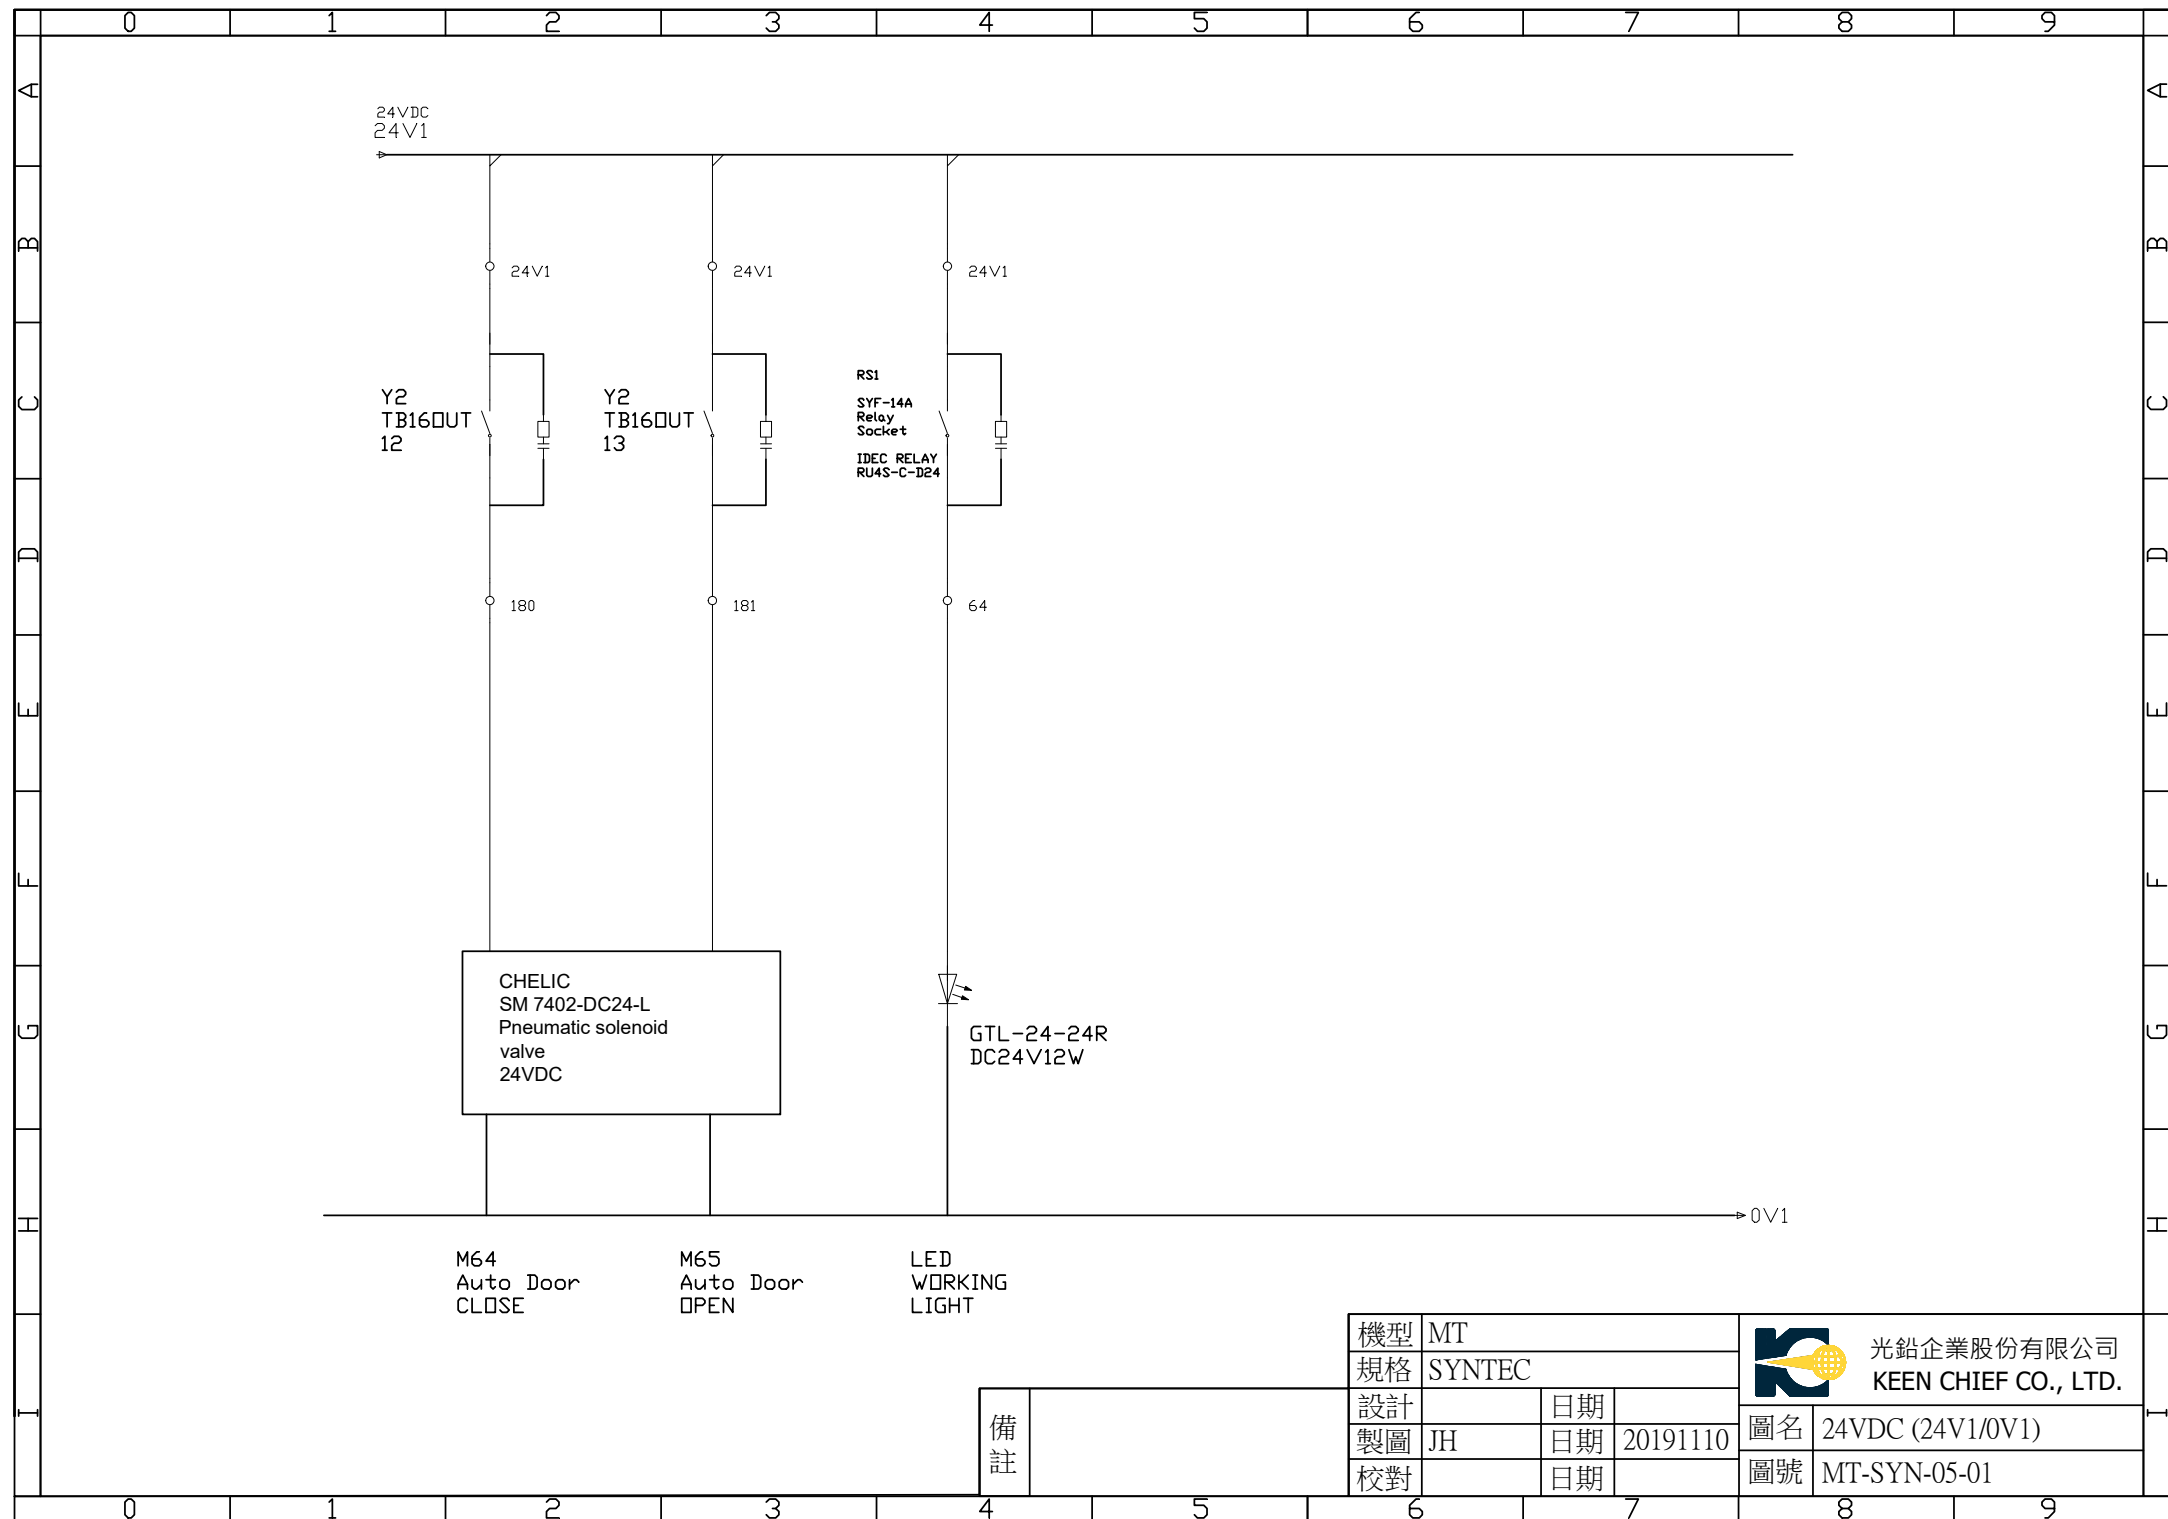 0 1 2 3 4 5 6 7 8 9
A A
24VDC
24V1
B B
24V1 24V1 24V1
C C
Y2
TB16OUT
12
Y2
TB16OUT
13
RS1
SYF-14A
Relay
Socket
IDEC RELAY
RU4S-C-D24
D D
180 181 64
E E
F F
G G
CHELIC
SM 7402-DC24-L
Pneumatic solenoid
valve
24VDC
GTL-24-24R
DC24V12W
H H
0V1
M64
Auto Door
CLOSE
M65
Auto Door
OPEN
LED
WORKING
LIGHT
I I
備
註
機型 MT
規格 SYNTEC
設計 日期
製圖 JH 日期 20191110
校對 日期
KC
光鉛企業股份有限公司
KEEN CHIEF CO., LTD.
圖名 24VDC (24V1/0V1)
圖號 MT-SYN-05-01
0 1 2 3 4 5 6 7 8 9